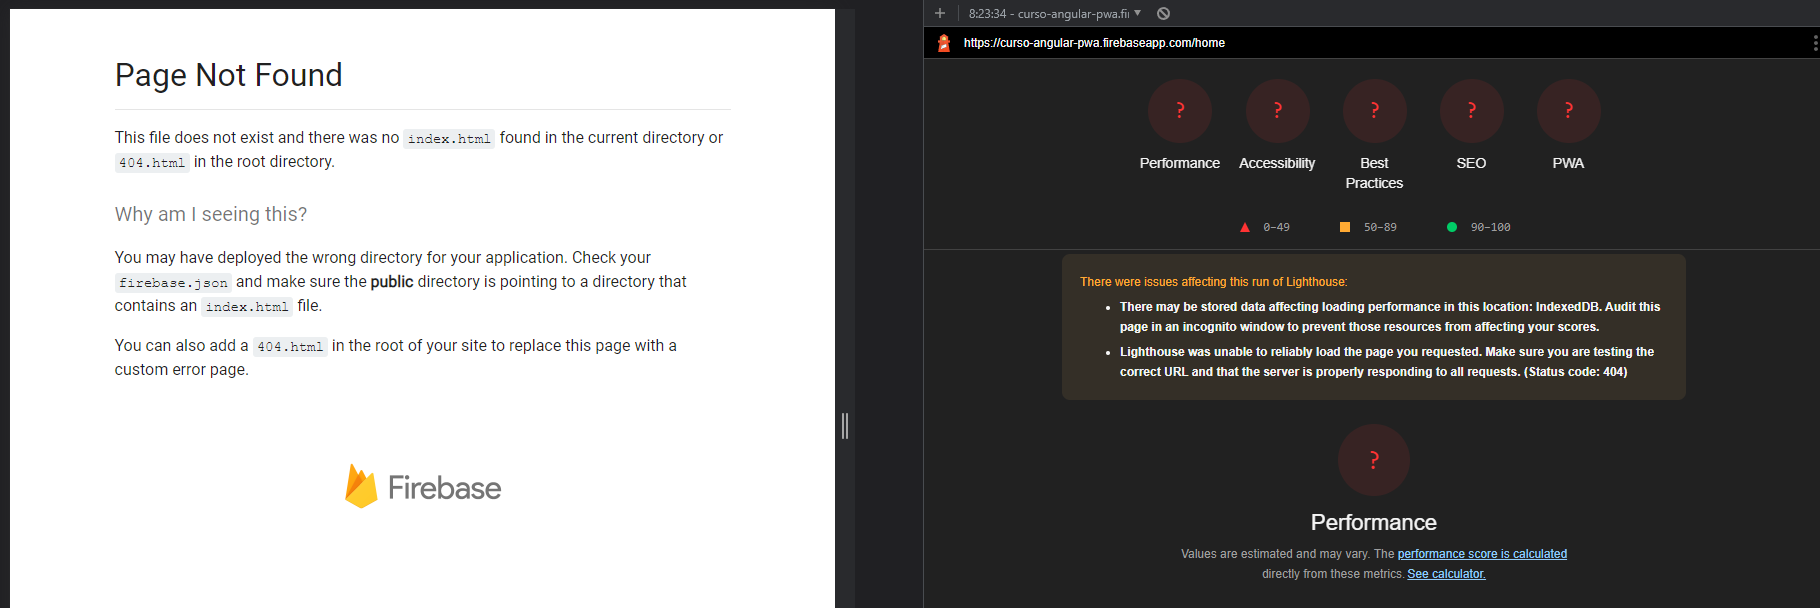 Page Not Found
This file does not exist and there was no index.html found in the current directory or
404.html in the root directory.
Why am I seeing this?
You may have deployed the wrong directory for your application. Check your
firebase.json and make sure the public directory is pointing to a directory that
contains an index.html file.
You can also add a 404.html in the root of your site to replace this page with a
custom error page.
Firebase
8:23:34 - curso-angular-pwa.fi
https://curso-angular-pwa.firebaseapp.com/home
? ? ? ? ?
Performance Accessibility Best Practices SEO PWA
0–49 50–89 90–100
There were issues affecting this run of Lighthouse:
• There may be stored data affecting loading performance in this location: IndexedDB. Audit this
page in an incognito window to prevent those resources from affecting your scores.
• Lighthouse was unable to reliably load the page you requested. Make sure you are testing the
correct URL and that the server is properly responding to all requests. (Status code: 404)
?
Performance
Values are estimated and may vary. The performance score is calculated
directly from these metrics. See calculator.